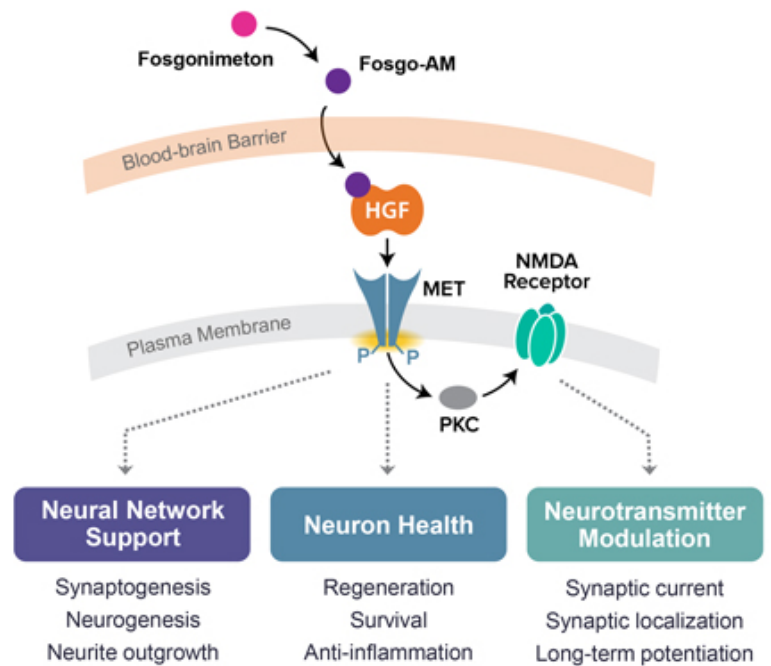 Fosgonimeton
Fosgo-AM
Blood-brain Barrier
HGF
MET
NMDA
Receptor
Plasma Membrane
P
P
PKC
Neural Network
Support
Synaptogenesis
Neurogenesis
Neurite outgrowth
Neuron Health
Regeneration
Survival
Anti-inflammation
Neurotransmitter
Modulation
Synaptic current
Synaptic localization
Long-term potentiation